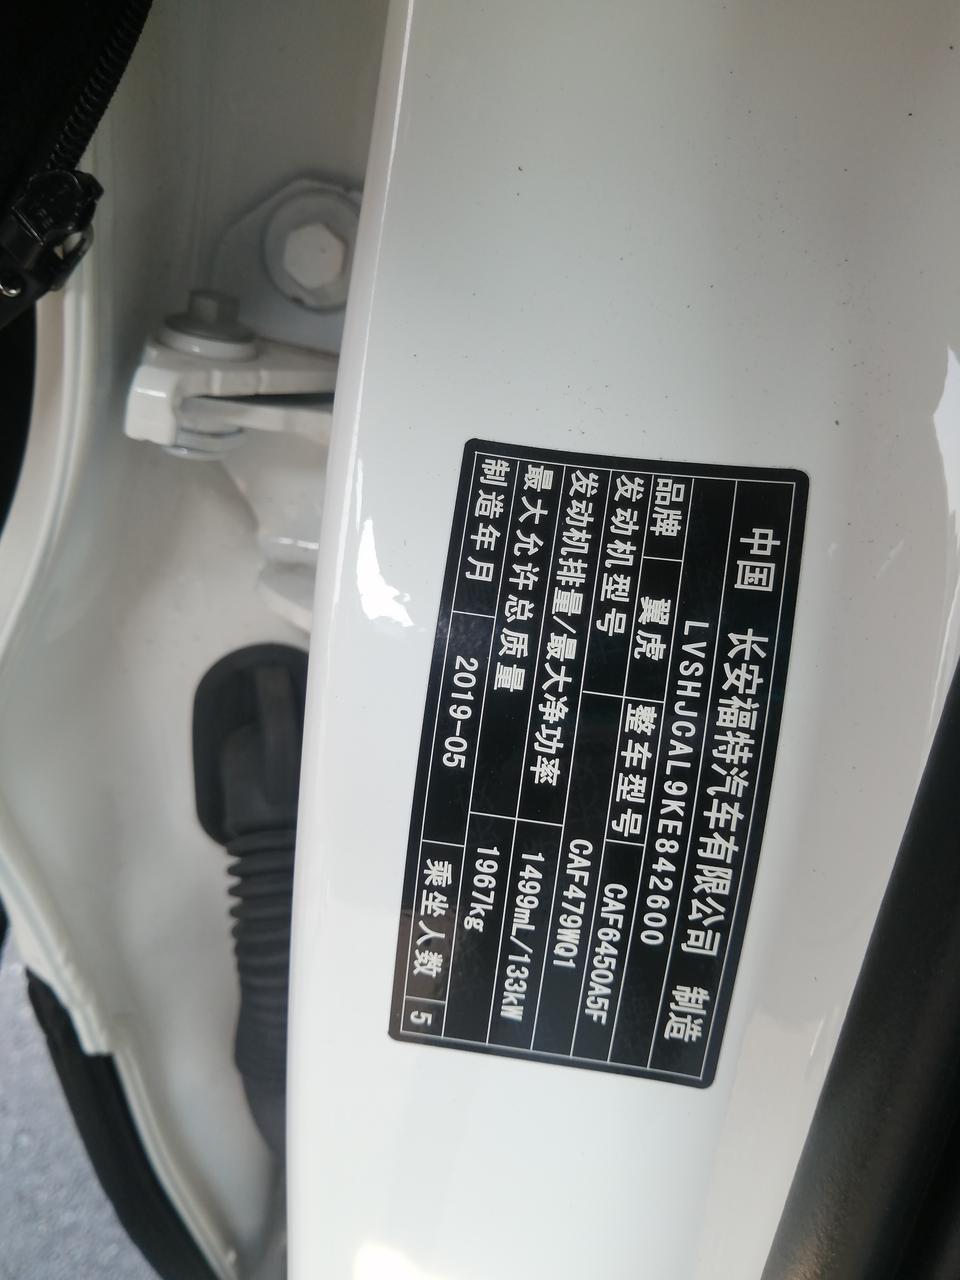 中国 长安福特汽车有限公司 制造
LVSHJCAL9KE842600
品牌 翼虎 整车型号 CAF6450A5F
发动机型号 CAF479WQ1
发动机排量/最大净功率 1499mL/133kW
最大允许总质量 1967kg
制造年月 2019-05 乘坐人数 5